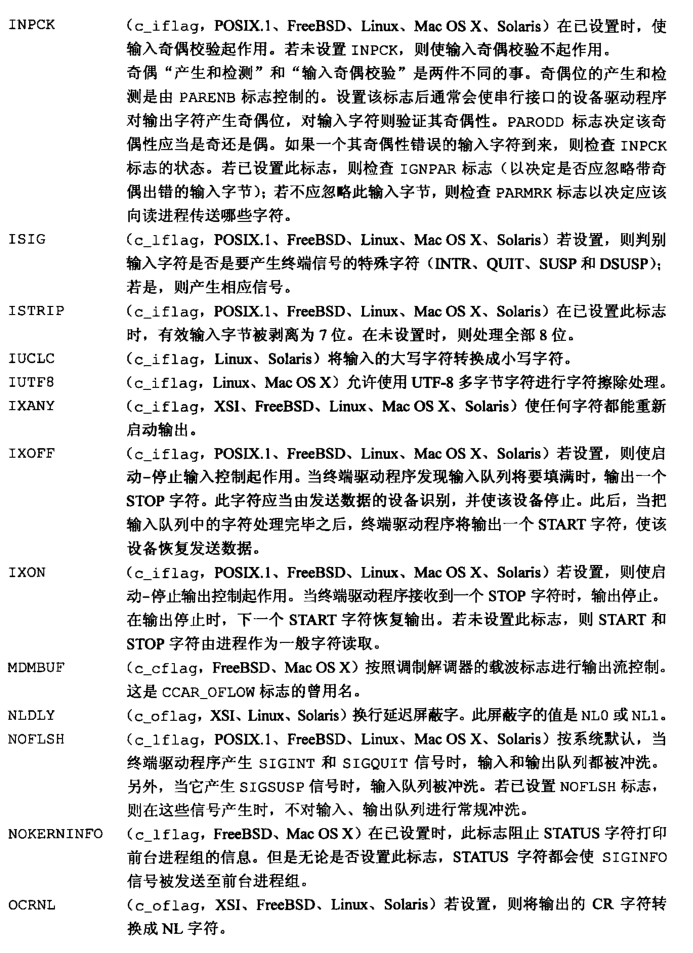 INPCK （c_iflag，POSIX.1、FreeBSD、Linux、Mac OS X、Solaris）在已设置时，使
输入奇偶校验起作用。若未设置 INPCK，则使输入奇偶校验不起作用。
奇偶“产生和检测”和“输入奇偶校验”是两件不同的事。奇偶位的产生和检
测是由 PARENB 标志控制的。设置该标志后通常会使串行接口的设备驱动程序
对输出字符产生奇偶位，对输入字符则验证其奇偶性。PARODD 标志决定该奇
偶性应当是奇还是偶。如果一个其奇偶性错误的输入字符到来，则检查 INPCK
标志的状态。若已设置此标志，则检查 IGNPAR 标志（以决定是否应忽略带奇
偶出错的输入字节）；若不应忽略此输入字节，则检查 PARMRK 标志以决定应该
向读进程传送哪些字符。
ISIG （c_lflag，POSIX.1、FreeBSD、Linux、Mac OS X、Solaris）若设置，则判别
输入字符是否是要产生终端信号的特殊字符（INTR、QUIT、SUSP 和 DSUSP）；
若是，则产生相应信号。
ISTRIP （c_iflag，POSIX.1、FreeBSD、Linux、Mac OS X、Solaris）在已设置此标志
时，有效输入字节被剥离为 7 位。在未设置时，则处理全部 8 位。
IUCLC （c_iflag，Linux、Solaris）将输入的大写字符转换成小写字符。
IUTF8 （c_iflag，Linux、Mac OS X）允许使用 UTF-8 多字节字符进行字符擦除处理。
IXANY （c_iflag，XSI、FreeBSD、Linux、Mac OS X、Solaris）使任何字符都能重新
启动输出。
IXOFF （c_iflag，POSIX.1、FreeBSD、Linux、Mac OS X、Solaris）若设置，则使启
动-停止输入控制起作用。当终端驱动程序发现输入队列将要填满时，输出一个
STOP 字符。此字符应当由发送数据的设备识别，并使该设备停止。此后，当把
输入队列中的字符处理完毕之后，终端驱动程序将输出一个 START 字符，使该
设备恢复发送数据。
IXON （c_iflag，POSIX.1、FreeBSD、Linux、Mac OS X、Solaris）若设置，则使启
动-停止输出控制起作用。当终端驱动程序接收到一个 STOP 字符时，输出停止。
在输出停止时，下一个 START 字符恢复输出。若未设置此标志，则 START 和
STOP 字符由进程作为一般字符读取。
MDMBUF （c_cflag，FreeBSD、Mac OS X）按照调制解调器的载波标志进行输出流控制。
这是 CCAR_OFLOW 标志的曾用名。
NLDLY （c_oflag，XSI、Linux、Solaris）换行延迟屏蔽字。此屏蔽字的值是 NL0 或 NL1。
NOFLSH （c_lflag，POSIX.1、FreeBSD、Linux、Mac OS X、Solaris）按系统默认，当
终端驱动程序产生 SIGINT 和 SIGQUIT 信号时，输入和输出队列都被冲洗。
另外，当它产生 SIGSUSP 信号时，输入队列被冲洗。若已设置 NOFLSH 标志，
则在这些信号产生时，不对输入、输出队列进行常规冲洗。
NOKERNINFO （c_lflag，FreeBSD、Mac OS X）在已设置时，此标志阻止 STATUS 字符打印
前台进程组的信息。但是无论是否设置此标志，STATUS 字符都会使 SIGINFO
信号被发送至前台进程组。
OCRNL （c_oflag，XSI、FreeBSD、Linux、Solaris）若设置，则将输出的 CR 字符转
换成 NL 字符。